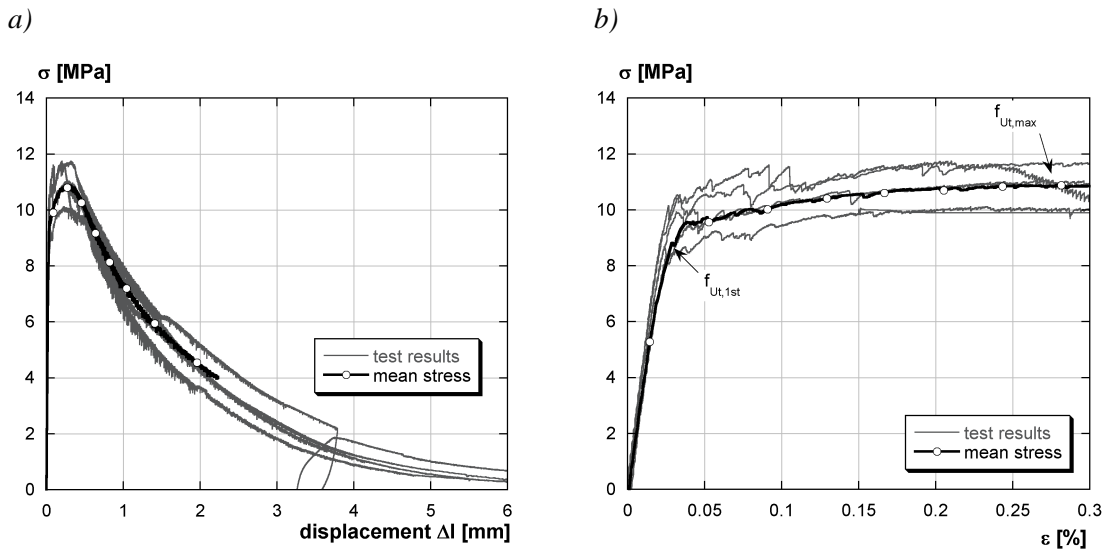 a)
σ [MPa]
14
12
10
8
6
4
2
0
0 1 2 3 4 5 6
displacement Δl [mm]
test results
mean stress
b)
σ [MPa]
14
12
10
8
6
4
2
0
0 0.05 0.1 0.15 0.2 0.25 0.3
ε [%]
fUt,max
fUt,1st
test results
mean stress